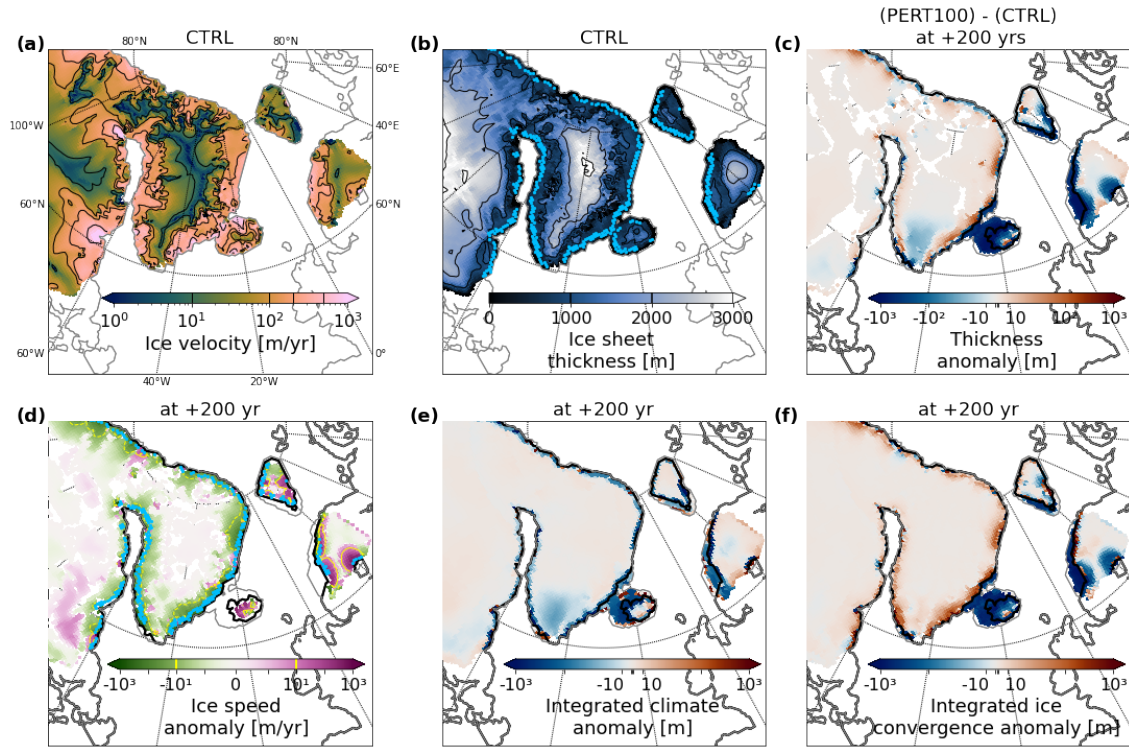 (PERT100) - (CTRL)
(a) CTRL
(b) CTRL
(c) at +200 yrs
80°N 80°N
60°E
100°W 40°E
60°W 60°N
10⁰ 10¹ 10² 10³
Ice velocity [m/yr]
60°W 0°
40°W 20°W
0 1000 2000 3000
Ice sheet
thickness [m]
-10³ -10² -10 10 10² 10³
Thickness
anomaly [m]
(d) at +200 yr
(e) at +200 yr
(f) at +200 yr
-10³ -10¹ 0 10¹ 10³
Ice speed
anomaly [m/yr]
-10³ -10 10 10³
Integrated climate
anomaly [m]
-10³ -10 10 10³
Integrated ice
convergence anomaly [m]